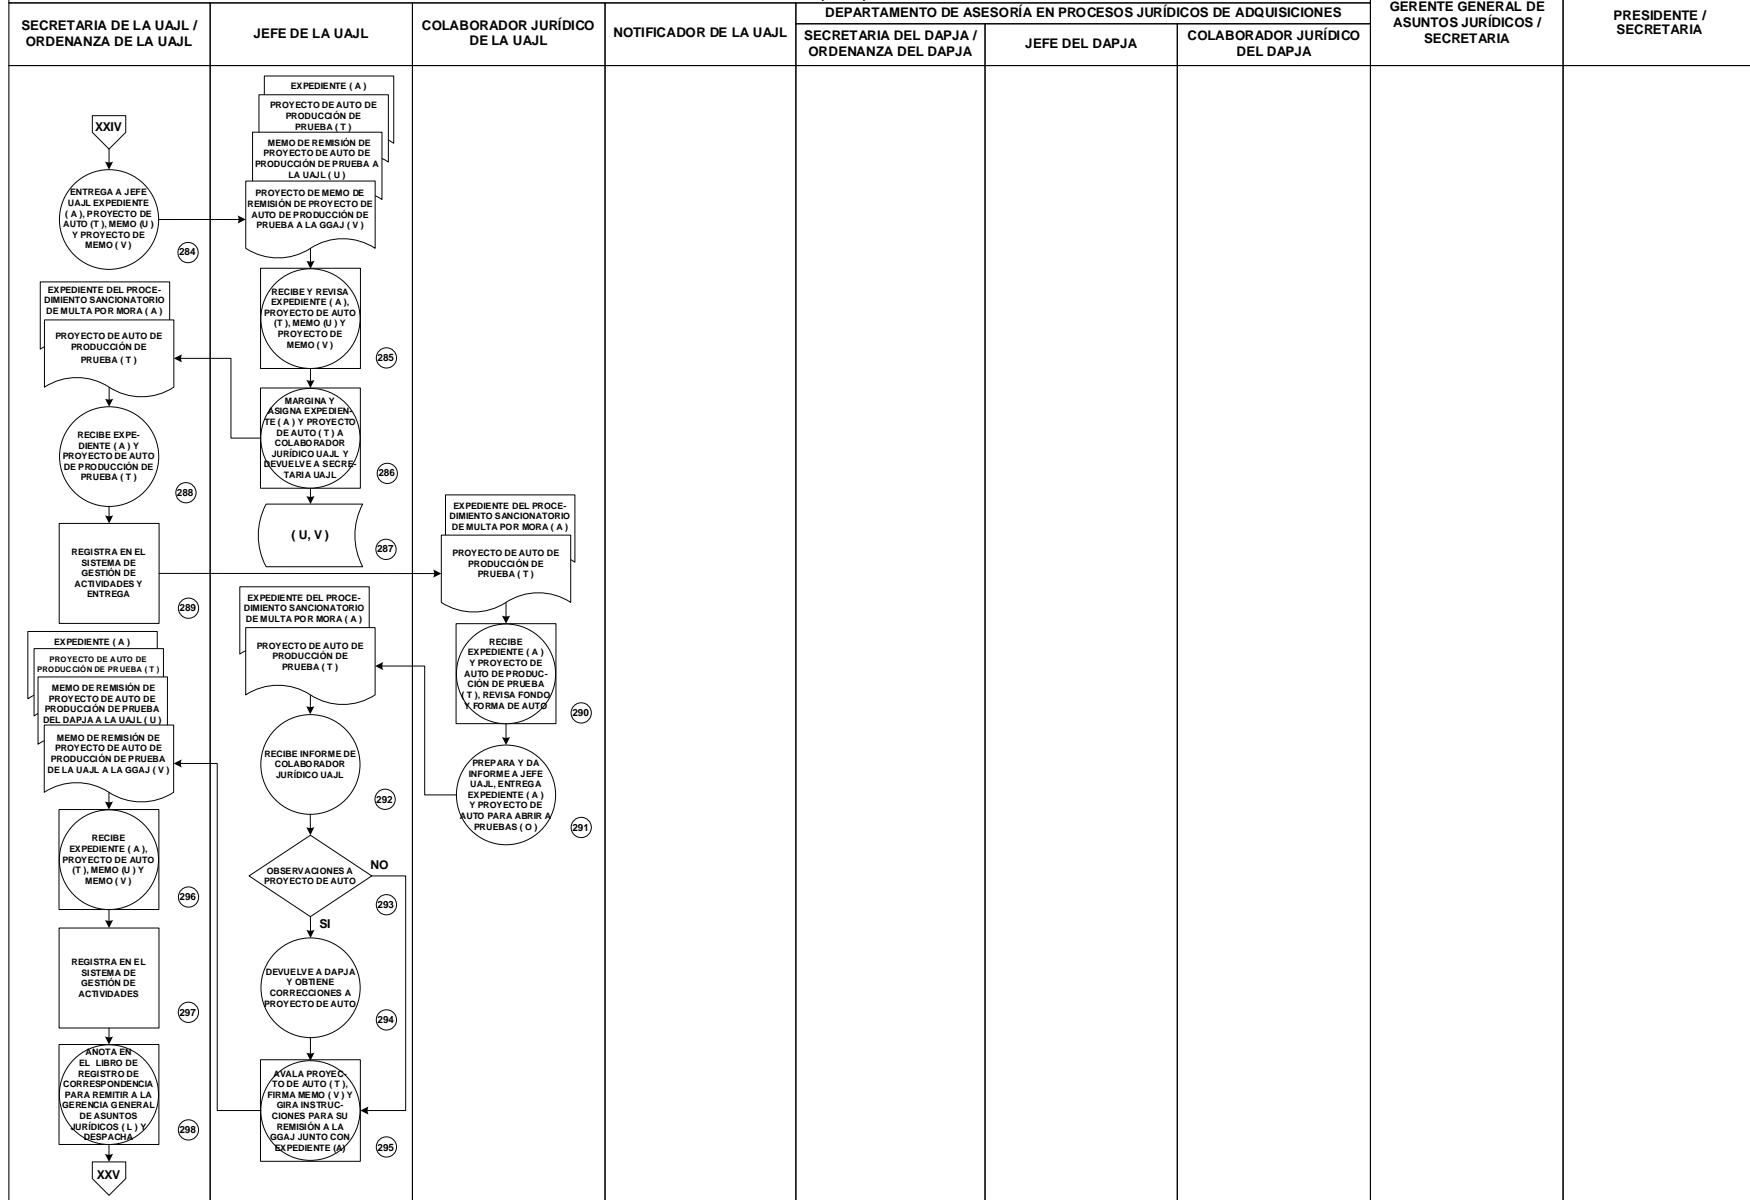 SECRETARIA DE LA UAJL /
ORDENANZA DE LA UAJL
JEFE DE LA UAJL
COLABORADOR JURÍDICO
DE LA UAJL
NOTIFICADOR DE LA UAJL
DEPARTAMENTO DE ASESORÍA EN PROCESOS JURÍDICOS DE ADQUISICIONES
SECRETARIA DEL DAPJA /
ORDENANZA DEL DAPJA
JEFE DEL DAPJA
COLABORADOR JURÍDICO
DEL DAPJA
GERENTE GENERAL DE
ASUNTOS JURÍDICOS /
SECRETARIA
PRESIDENTE /
SECRETARIA
XXIV
ENTREGA A JEFE
UAJL EXPEDIENTE
( A ), PROYECTO DE
AUTO (T ), MEMO (U )
Y PROYECTO DE
MEMO ( V )
284
EXPEDIENTE ( A )
PROYECTO DE AUTO DE
PRODUCCIÓN DE
PRUEBA ( T )
MEMO DE REMISIÓN DE
PROYECTO DE AUTO DE
PRODUCCIÓN DE PRUEBA A
LA UAJL ( U )
PROYECTO DE MEMO DE
REMISIÓN DE PROYECTO DE
AUTO DE PRODUCCIÓN DE
PRUEBA A LA GGAJ ( V )
RECIBE Y REVISA
EXPEDIENTE ( A ),
PROYECTO DE AUTO
(T ), MEMO (U ) Y
PROYECTO DE
MEMO ( V )
285
MARGINA Y
ASIGNA EXPEDIEN-
TE ( A ) Y PROYECTO
DE AUTO ( T ) A
COLABORADOR
JURÍDICO UAJL Y
DEVUELVE A SECRE-
TARIA UAJL
286
( U, V )
287
EXPEDIENTE DEL PROCE-
DIMIENTO SANCIONATORIO
DE MULTA POR MORA ( A )
PROYECTO DE AUTO DE
PRODUCCIÓN DE
PRUEBA ( T )
RECIBE EXPE-
DIENTE ( A ) Y
PROYECTO DE AUTO
DE PRODUCCIÓN DE
PRUEBA ( T )
288
REGISTRA EN EL
SISTEMA DE
GESTIÓN DE
ACTIVIDADES Y
ENTREGA
289
EXPEDIENTE DEL PROCE-
DIMIENTO SANCIONATORIO
DE MULTA POR MORA ( A )
PROYECTO DE AUTO DE
PRODUCCIÓN DE
PRUEBA ( T )
RECIBE
EXPEDIENTE ( A )
Y PROYECTO DE
AUTO DE PRODUC-
CIÓN DE PRUEBA
( T ), REVISA FONDO
Y FORMA DE AUTO
290
PREPARA Y DA
INFORME A JEFE
UAJL, ENTREGA
EXPEDIENTE ( A )
Y PROYECTO DE
AUTO PARA ABRIR A
PRUEBAS ( O )
291
EXPEDIENTE DEL PROCE-
DIMIENTO SANCIONATORIO
DE MULTA POR MORA ( A )
PROYECTO DE AUTO DE
PRODUCCIÓN DE
PRUEBA ( T )
RECIBE INFORME DE
COLABORADOR
JURÍDICO UAJL
292
OBSERVACIONES A
PROYECTO DE AUTO
NO
293
SI
DEVUELVE A DAPJA
Y OBTIENE
CORRECCIONES A
PROYECTO DE AUTO
294
AVALA PROYEC-
TO DE AUTO ( T ),
FIRMA MEMO ( V ) Y
GIRA INSTRUC-
CIONES PARA SU
REMISIÓN A LA
GGAJ JUNTO CON
EXPEDIENTE (A)
295
EXPEDIENTE ( A )
PROYECTO DE AUTO DE
PRODUCCIÓN DE PRUEBA ( T )
MEMO DE REMISIÓN DE
PROYECTO DE AUTO DE
PRODUCCIÓN DE PRUEBA
DEL DAPJA A LA UAJL ( U )
MEMO DE REMISIÓN DE
PROYECTO DE AUTO DE
PRODUCCIÓN DE PRUEBA
DE LA UAJL A LA GGAJ ( V )
RECIBE
EXPEDIENTE ( A ),
PROYECTO DE AUTO
(T ), MEMO (U ) Y
MEMO ( V )
296
REGISTRA EN EL
SISTEMA DE
GESTIÓN DE
ACTIVIDADES
297
ANOTA EN
EL LIBRO DE
REGISTRO DE
CORRESPONDENCIA
PARA REMITIR A LA
GERENCIA GENERAL
DE ASUNTOS
JURÍDICOS ( L ) Y
DESPACHA
298
XXV